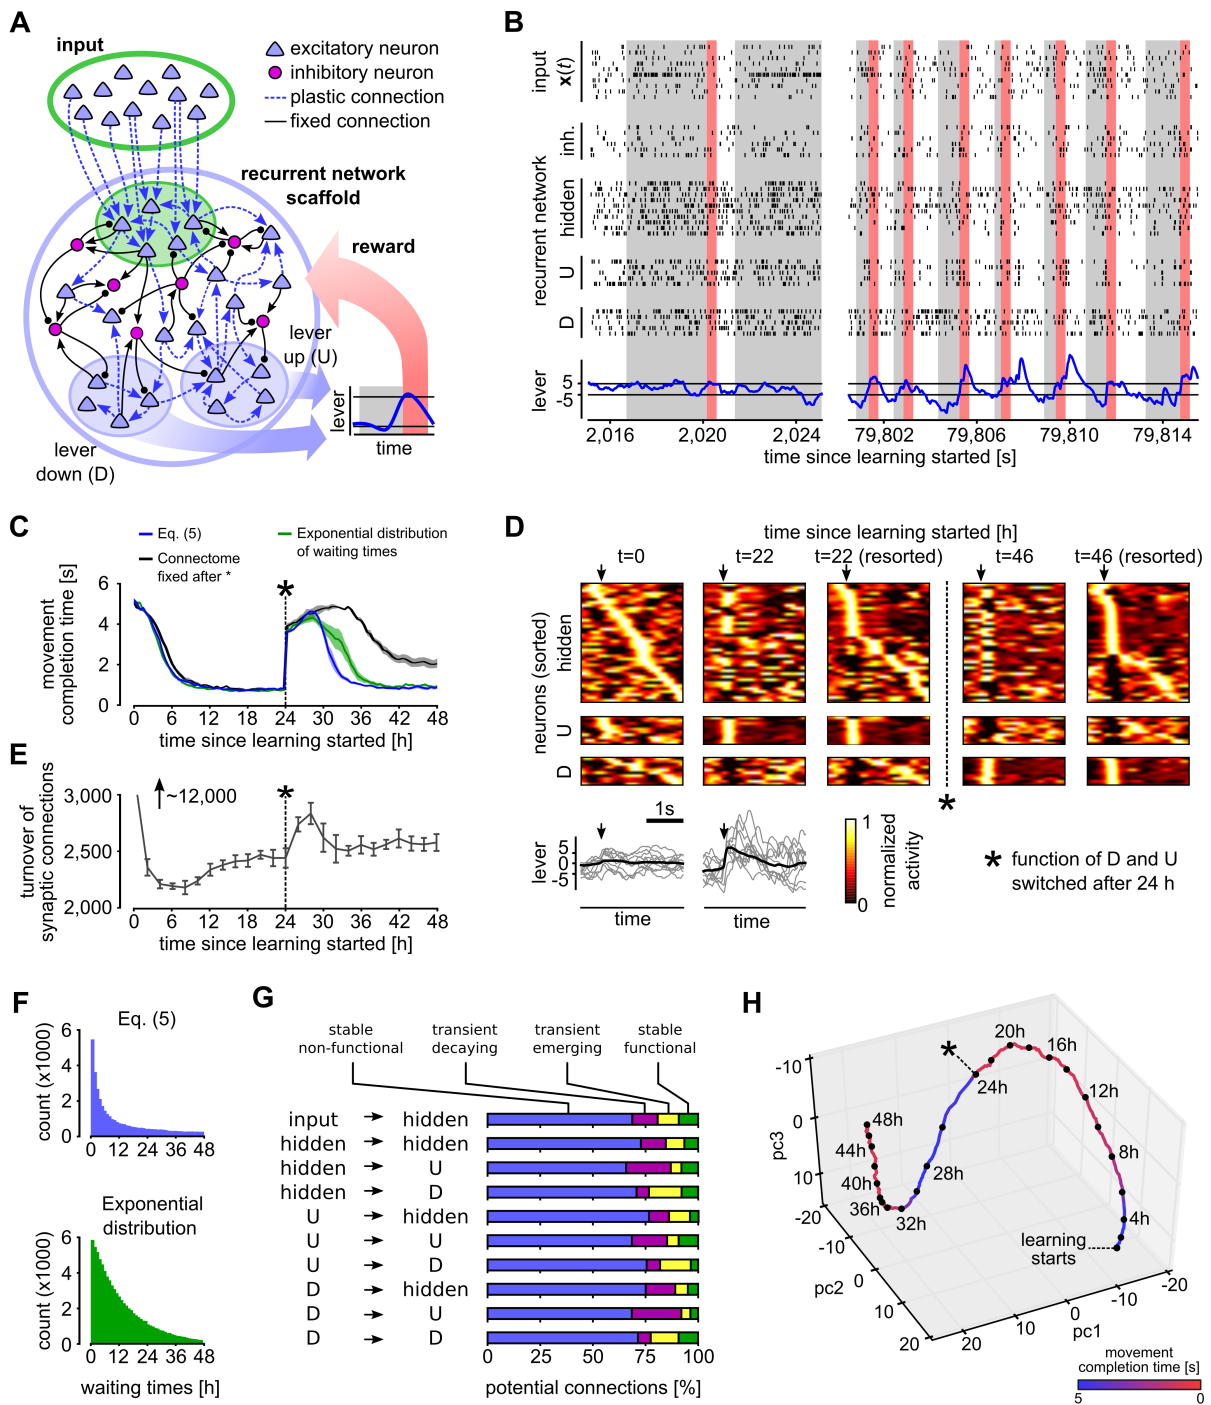 A
input
excitatory neuron
inhibitory neuron
plastic connection
fixed connection
recurrent network
scaffold
reward
lever
up (U)
lever
down (D)
lever
time
B
input
x(t)
inh.
hidden
U
D
recurrent network
lever
5
-5
2,016 2,020 2,024 79,802 79,806 79,810 79,814
time since learning started [s]
C
Eq. (5)
Connectome
fixed after *
Exponential distribution
of waiting times
movement
completion time [s]
6
4
2
0
*
0 6 12 18 24 30 36 42 48
time since learning started [h]
D
time since learning started [h]
t=0 t=22 t=22 (resorted) t=46 t=46 (resorted)
neurons (sorted)
hidden
U
D
*
1s
lever
5
0
-5
time time
1
0
normalized
activity
* function of D and U
switched after 24 h
E
turnover of
synaptic connections
3,000
2,500
2,000
~12,000
*
0 6 12 18 24 30 36 42 48
time since learning started [h]
F
Eq. (5)
count (x1000)
6
4
2
0
0 12 24 36 48
Exponential
distribution
count (x1000)
6
4
2
0
0 12 24 36 48
waiting times [h]
G
stable
non-functional
transient
decaying
transient
emerging
stable
functional
input → hidden
hidden → hidden
hidden → U
hidden → D
U → hidden
U → U
U → D
D → hidden
D → U
D → D
0 25 50 75 100
potential connections [%]
H
-10
0
10
pc3
-20
-10
0
10
20
pc2
20
10
0
-10
-20
pc1
*
learning
starts
4h
8h
12h
16h
20h
24h
28h
32h
36h
40h
44h
48h
movement
completion time [s]
5 0